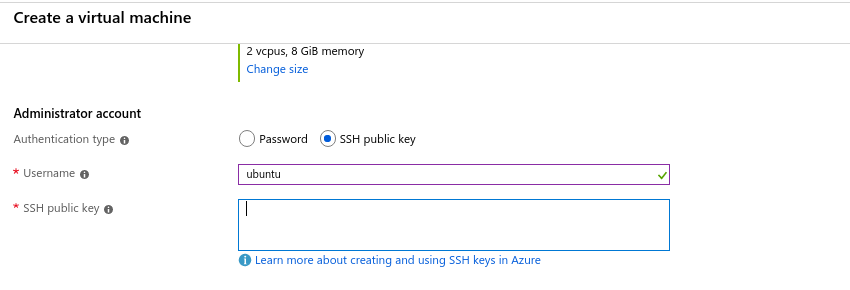 Create a virtual machine
2 vcpus, 8 GiB memory
Change size
Administrator account
Authentication type
Password
SSH public key
* Username
ubuntu
* SSH public key
Learn more about creating and using SSH keys in Azure